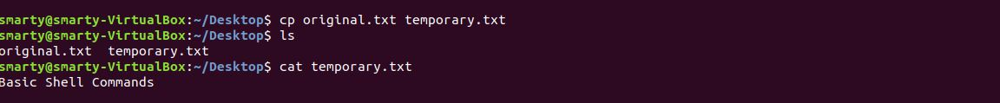 smarty@smarty-VirtualBox:~/Desktop$ cp original.txt temporary.txt
smarty@smarty-VirtualBox:~/Desktop$ ls
original.txt  temporary.txt
smarty@smarty-VirtualBox:~/Desktop$ cat temporary.txt
Basic Shell Commands